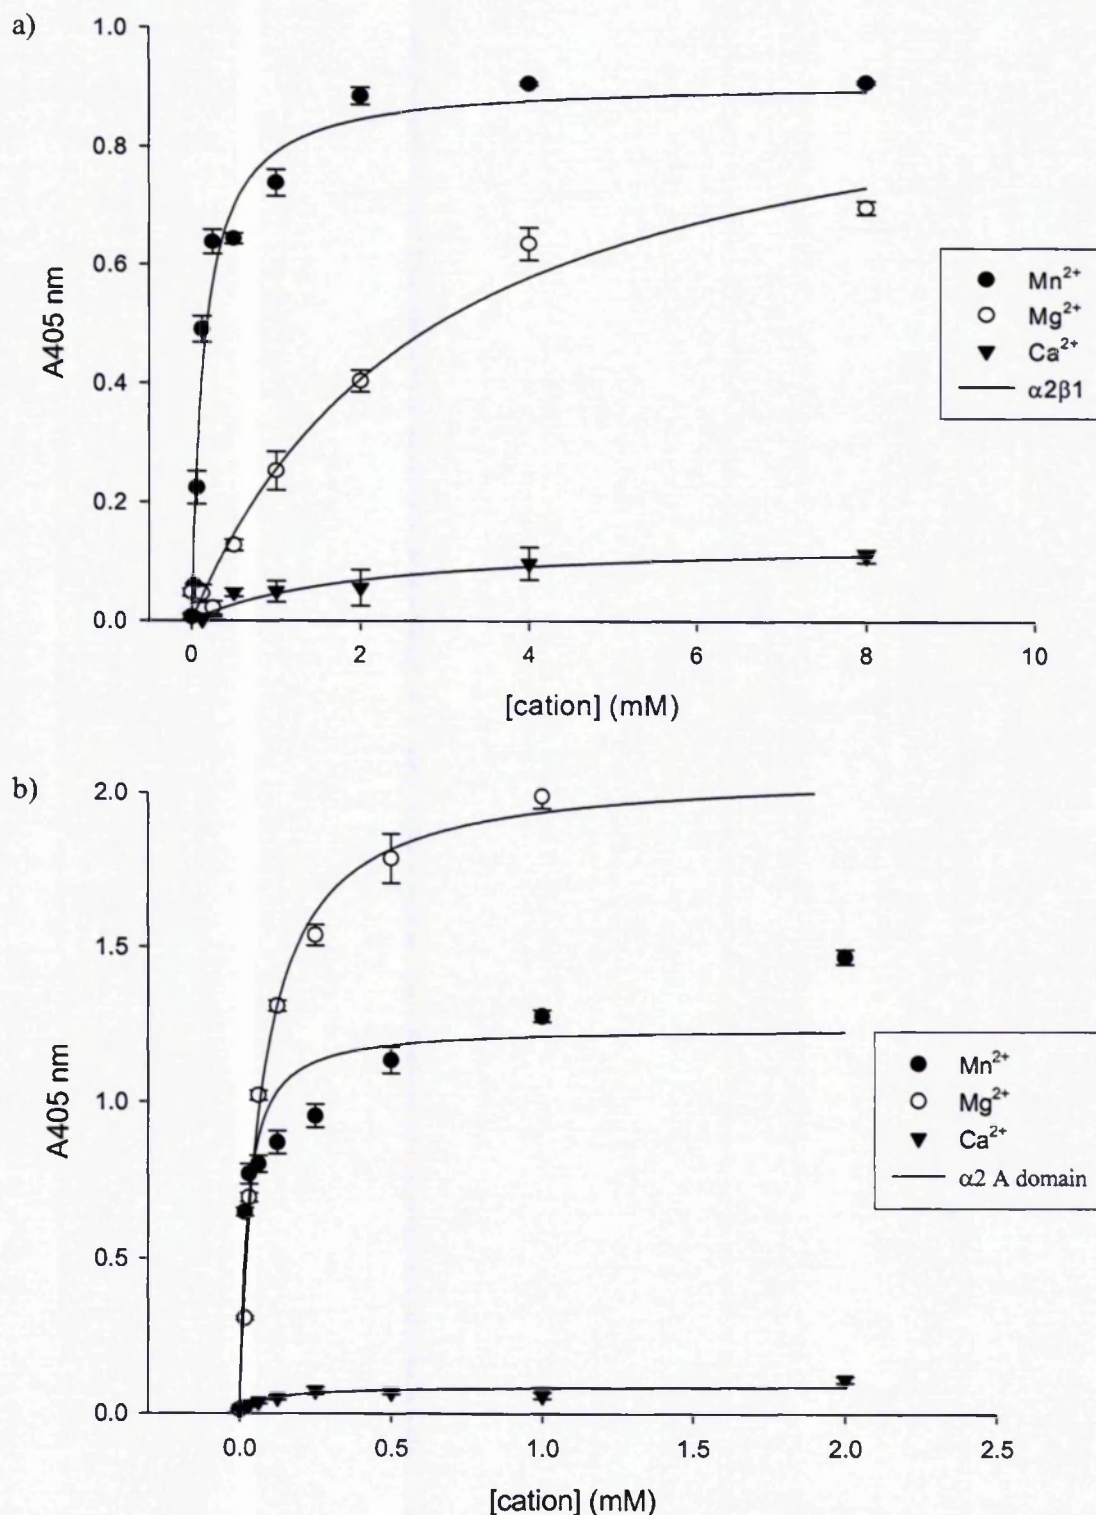 a)
1.0
0.8
0.6
0.4
0.2
0.0
A405 nm
0
2
4
6
8
10
[cation] (mM)
Mn²⁺
Mg²⁺
Ca²⁺
α2β1
b)
2.0
1.5
1.0
0.5
0.0
A405 nm
0.0
0.5
1.0
1.5
2.0
2.5
[cation] (mM)
Mn²⁺
Mg²⁺
Ca²⁺
α2 A domain